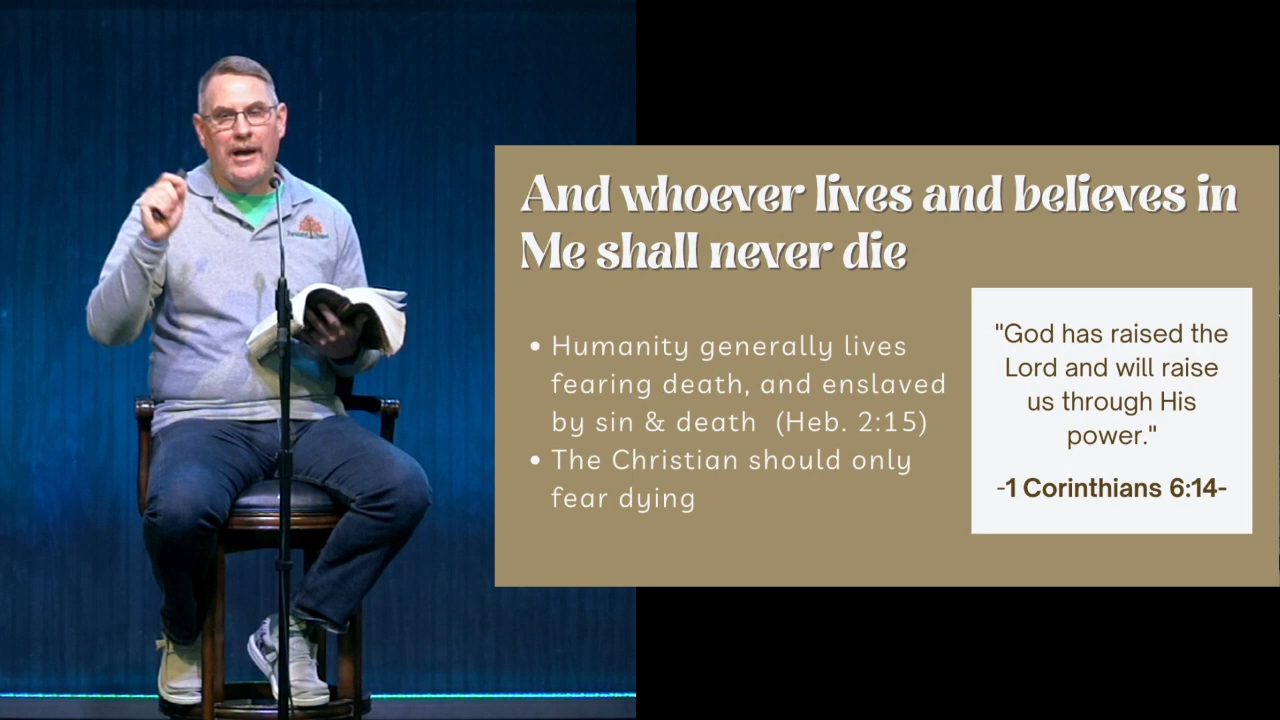 And whoever lives and believes in
Me shall never die
• Humanity generally lives
fearing death, and enslaved
by sin & death (Heb. 2:15)
• The Christian should only
fear dying
"God has raised the
Lord and will raise
us through His
power."
-1 Corinthians 6:14-